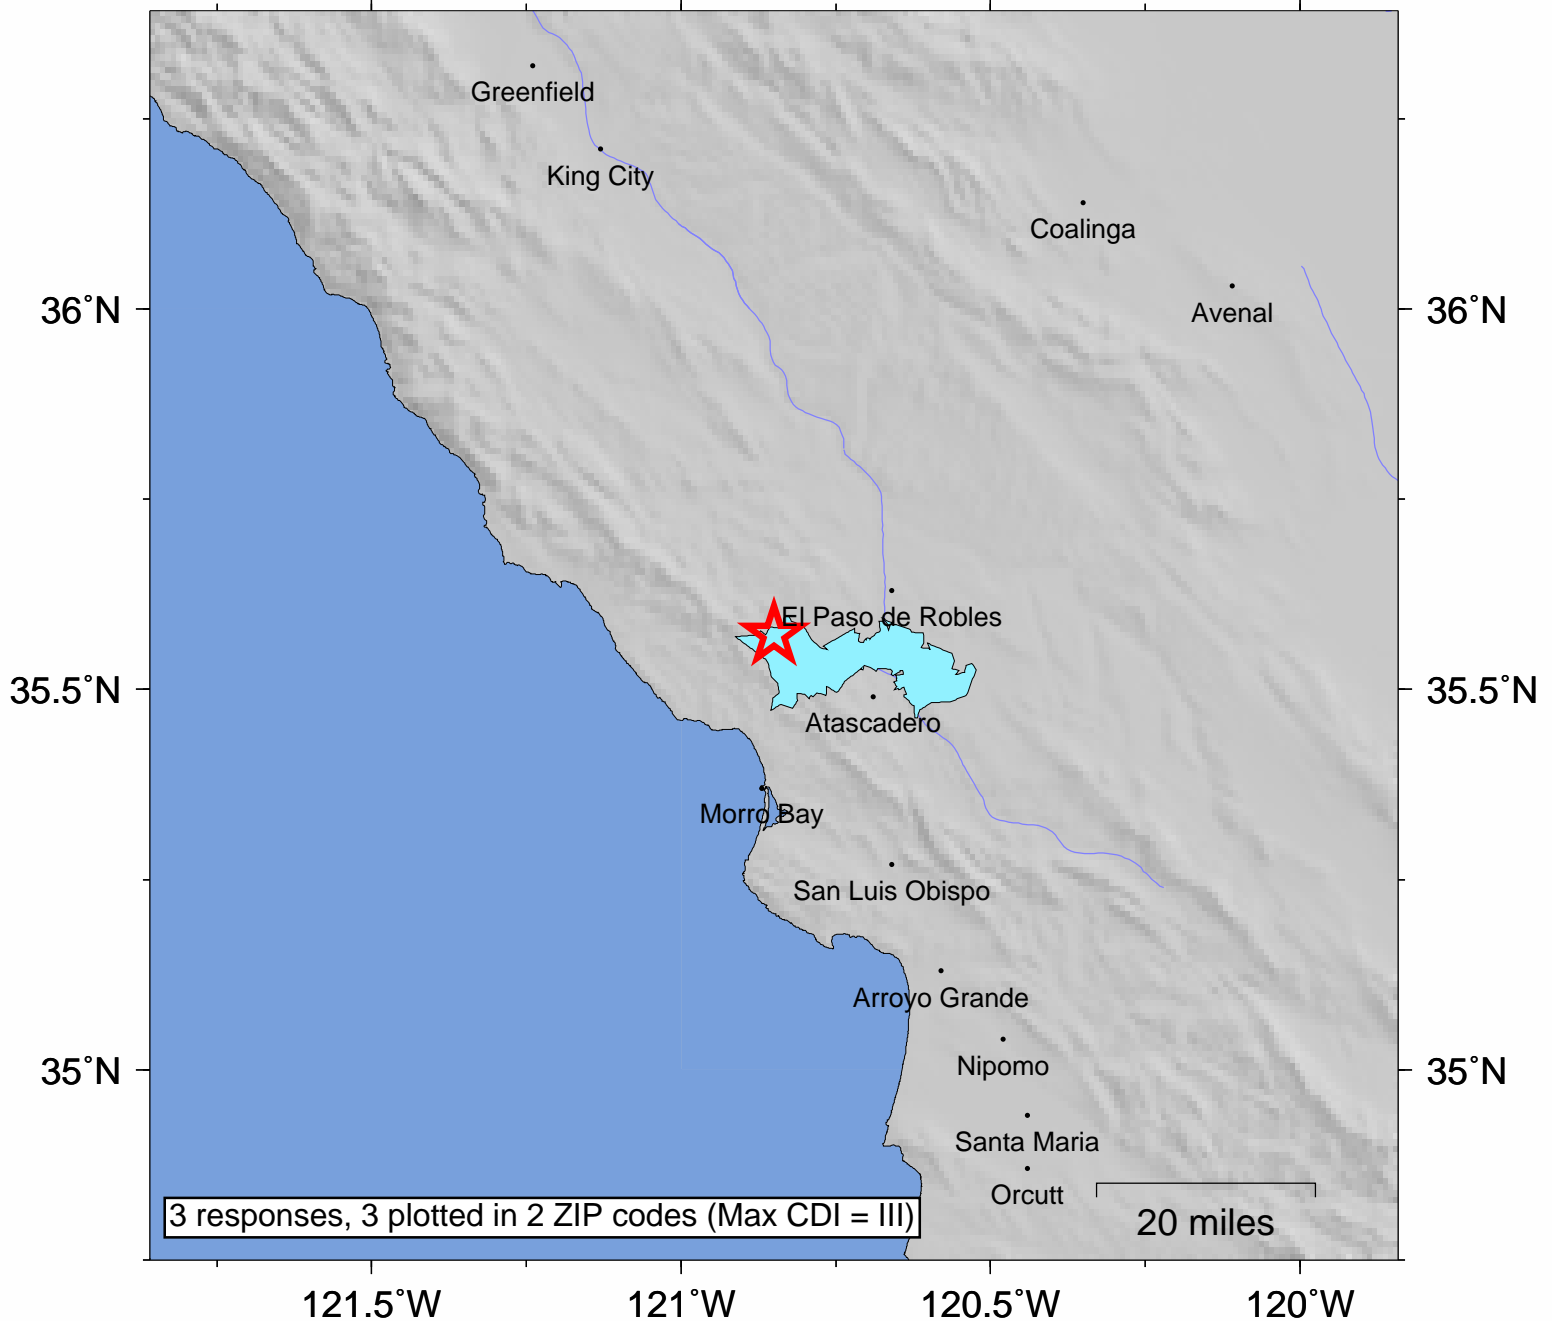 Greenfield
King City
Coalinga
Avenal
36˚N
36˚N
El Paso de Robles
35.5˚N
35.5˚N
Atascadero
Morro Bay
San Luis Obispo
Arroyo Grande
Nipomo
35˚N
35˚N
Santa Maria
Orcutt
3 responses, 3 plotted in 2 ZIP codes (Max CDI = III)
20 miles
121.5˚W
121˚W
120.5˚W
120˚W